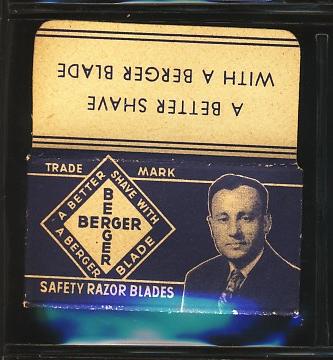 A BETTER SHAVE
WITH A BERGER BLADE
TRADE MARK
A BETTER SHAVE WITH
A BERGER BLADE
BERGER
BERGER
SAFETY RAZOR BLADES